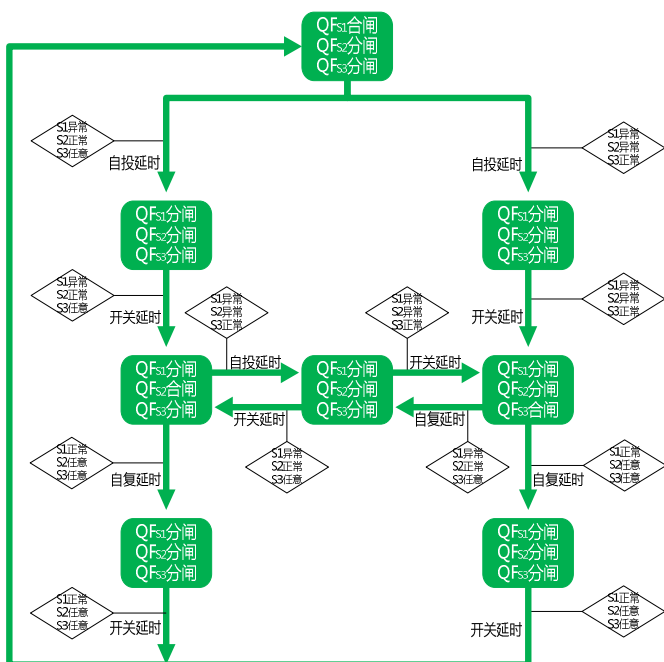 QFS1合闸
QFS2分闸
QFS3分闸
S1异常
S2正常
S3任意
自投延时
S1异常
S2异常
S3正常
自投延时
QFS1分闸
QFS2分闸
QFS3分闸
QFS1分闸
QFS2分闸
QFS3分闸
S1异常
S2正常
S3任意
开关延时
S1异常
S2异常
S3正常
S1异常
S2异常
S3正常
S1异常
S2异常
S3正常
开关延时
自投延时
开关延时
QFS1分闸
QFS2合闸
QFS3分闸
QFS1分闸
QFS2分闸
QFS3分闸
QFS1分闸
QFS2分闸
QFS3合闸
开关延时
自复延时
S1正常
S2任意
S3任意
自复延时
S1异常
S2正常
S3任意
S1异常
S2正常
S3任意
S1正常
S2任意
S3任意
自复延时
QFS1分闸
QFS2分闸
QFS3分闸
QFS1分闸
QFS2分闸
QFS3分闸
S1正常
S2任意
S3任意
开关延时
S1正常
S2任意
S3任意
开关延时